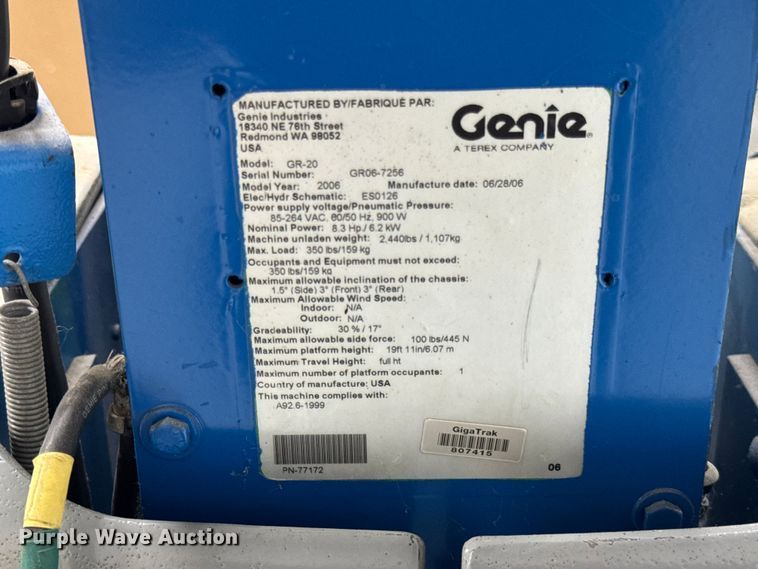 MANUFACTURED BY/FABRIQUÉ PAR:
Genie Industries
18340 NE 76th Street
Redmond WA 98052
USA
Genie
A TEREX COMPANY
Model: GR-20
Serial Number: GR06-7256
Model Year: 2006 Manufacture date: 06/28/06
Elec/Hydr Schematic: ES0126
Power supply voltage/Pneumatic Pressure:
85-264 VAC, 60/50 Hz, 900 W
Nominal Power: 8.3 Hp / 6.2 kW
Machine unladen weight: 2,440lbs / 1,107kg
Max. Load: 350 lbs/159 kg
Occupants and Equipment must not exceed:
350 lbs/159 kg
Maximum allowable inclination of the chassis:
1.5° (Side) 3° (Front) 3° (Rear)
Maximum Allowable Wind Speed:
Indoor: N/A
Outdoor: N/A
Gradeability: 30 % / 17°
Maximum allowable side force: 100 lbs/445 N
Maximum platform height: 19ft 11in/6.07 m
Maximum Travel Height: full ht
Maximum number of platform occupants: 1
Country of manufacture: USA
This machine complies with:
A92.6-1999
GigaTrak
807415
PN-77172
06
Purple Wave Auction